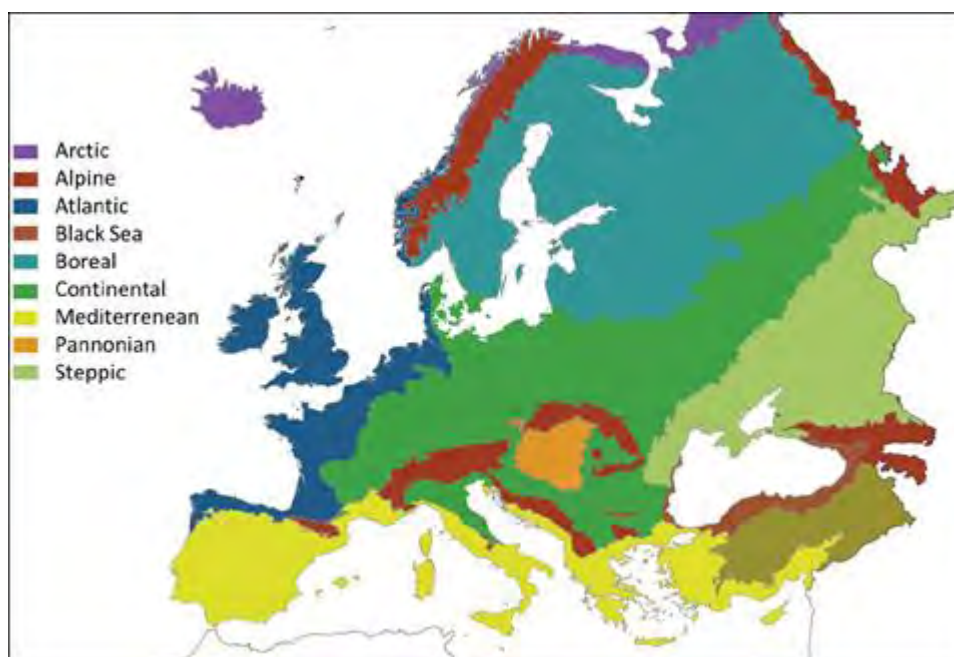 Arctic
Alpine
Atlantic
Black Sea
Boreal
Continental
Mediterrenean
Pannonian
Steppic